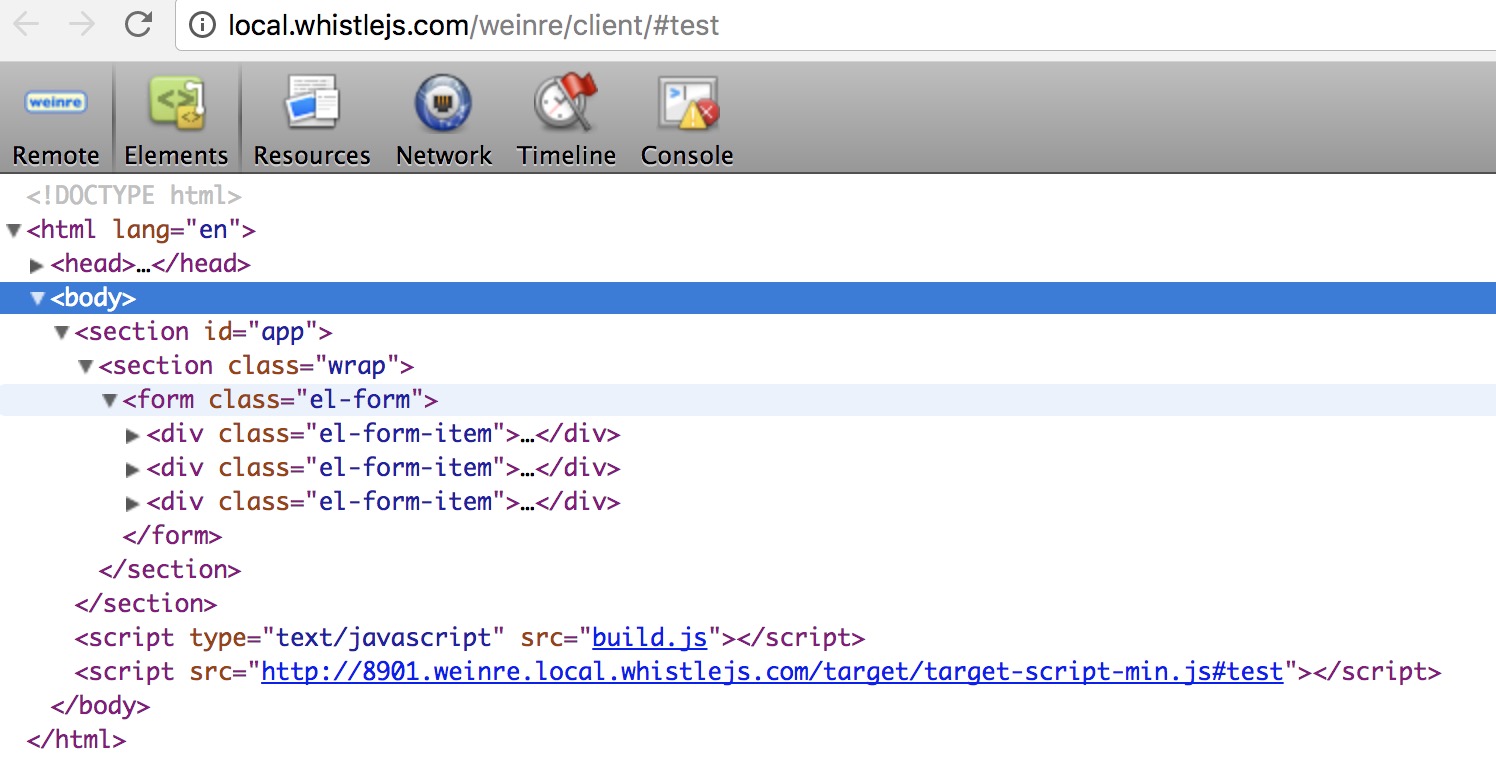 local.whistlejs.com/weinre/client/#test
weinre
Remote Elements Resources Network Timeline Console
<!DOCTYPE html>
<html lang="en">
<head>…</head>
<body>
<section id="app">
<section class="wrap">
<form class="el-form">
<div class="el-form-item">…</div>
<div class="el-form-item">…</div>
<div class="el-form-item">…</div>
</form>
</section>
</section>
<script type="text/javascript" src="build.js"></script>
<script src="http://8901.weinre.local.whistlejs.com/target/target-script-min.js#test"></script>
</body>
</html>